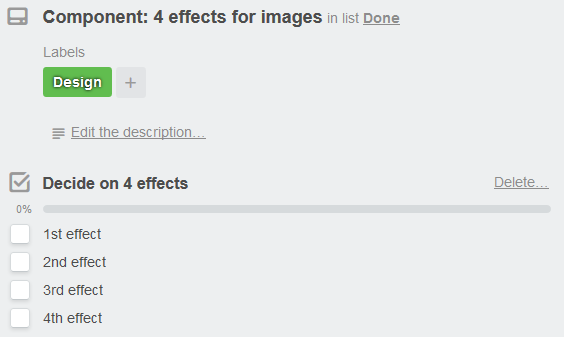 Component: 4 effects for images in list Done
Labels
Design +
Edit the description…
Decide on 4 effects Delete…
0%
1st effect
2nd effect
3rd effect
4th effect